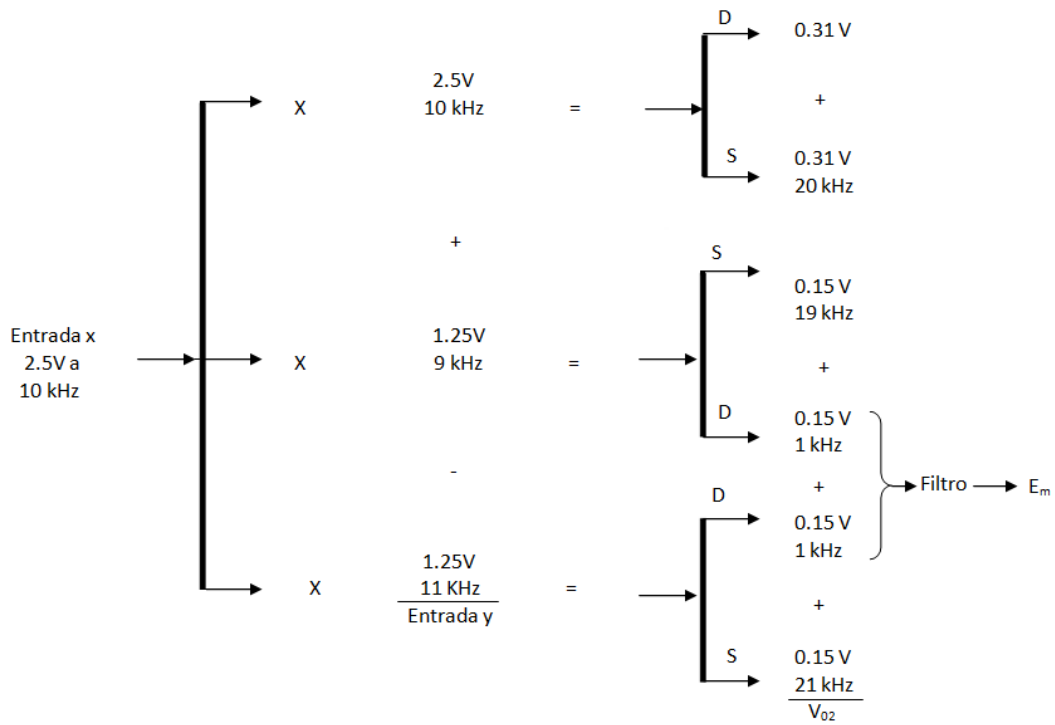 D
0.31 V
2.5V
10 kHz
X
=
+
S
0.31 V
20 kHz
+
S
0.15 V
19 kHz
Entrada x
2.5V a
10 kHz
X
1.25V
9 kHz
=
+
D
0.15 V
1 kHz
-
+
Filtro
Em
D
0.15 V
1 kHz
X
1.25V
11 KHz
Entrada y
=
+
S
0.15 V
21 kHz
V02